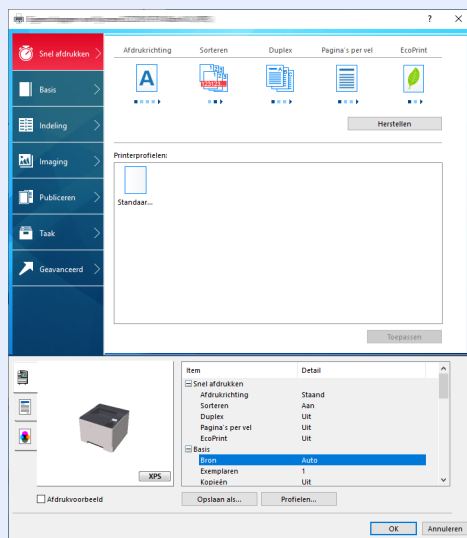 ? X
Snel afdrukken
Afdrukrichting Sorteren Duplex Pagina's per vel EcoPrint
A
123123
Basis
Indeling
Herstellen
Imaging
Printerprofielen:
Publiceren
Standaar...
Taak
Geavanceerd
Toepassen
Item Detail
Snel afdrukken
Afdrukrichting Staand
Sorteren Aan
Duplex Uit
Pagina's per vel Uit
EcoPrint Uit
Basis
Bron Auto
Exemplaren 1
Kopieën Uit
XPS
Afdrukvoorbeeld
Opslaan als... Profielen...
OK Annuleren